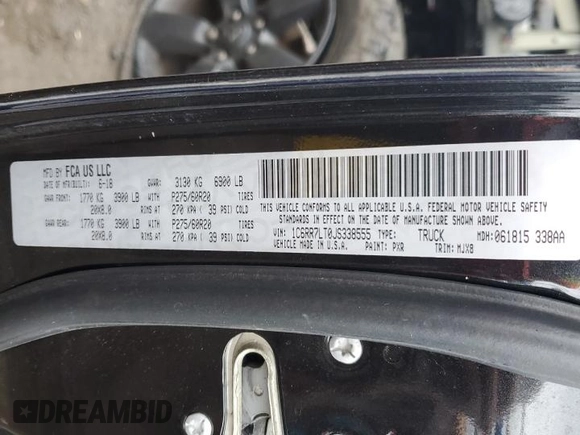 MFD BY FCA US LLC
DATE OF MFR(BUILT): 6-18 GVWR: 3130 KG 6900 LB
GAWR FRONT: 1770 KG 3900 LB WITH P275/60R20 TIRES
20X8.0 RIMS AT 270 KPA ( 39 PSI) COLD
GAWR REAR: 1770 KG 3900 LB WITH P275/60R20 TIRES
20X8.0 RIMS AT 270 KPA ( 39 PSI) COLD
THIS VEHICLE CONFORMS TO ALL APPLICABLE U.S.A. FEDERAL MOTOR VEHICLE SAFETY
STANDARDS IN EFFECT ON THE DATE OF MANUFACTURE SHOWN ABOVE.
VIN: 1C6RR7LT0JS338555 TYPE: TRUCK MDH: 061815 338AA
VEHICLE MADE IN U.S.A. PAINT: PXR TRIM: MJX8
DREAMBID